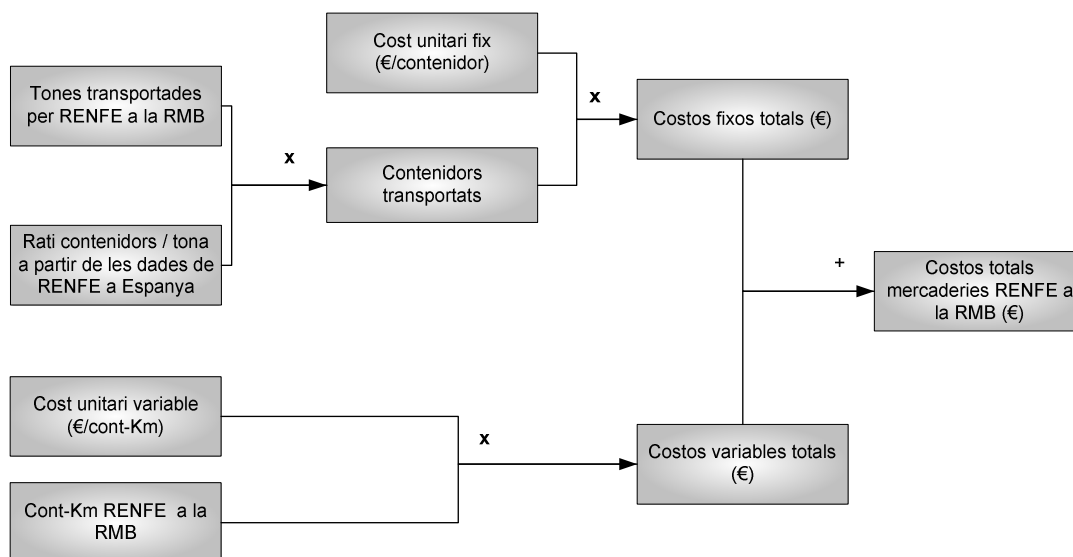 Cost unitari fix
(€/contenidor)
Tones transportades
per RENFE a la RMB
x
Costos fixos totals (€)
x
Contenidors
transportats
Rati contenidors / tona
a partir de les dades de
RENFE a Espanya
+
Costos totals
mercaderies RENFE a
la RMB (€)
Cost unitari variable
(€/cont-Km)
x
Costos variables totals
(€)
Cont-Km RENFE a la
RMB